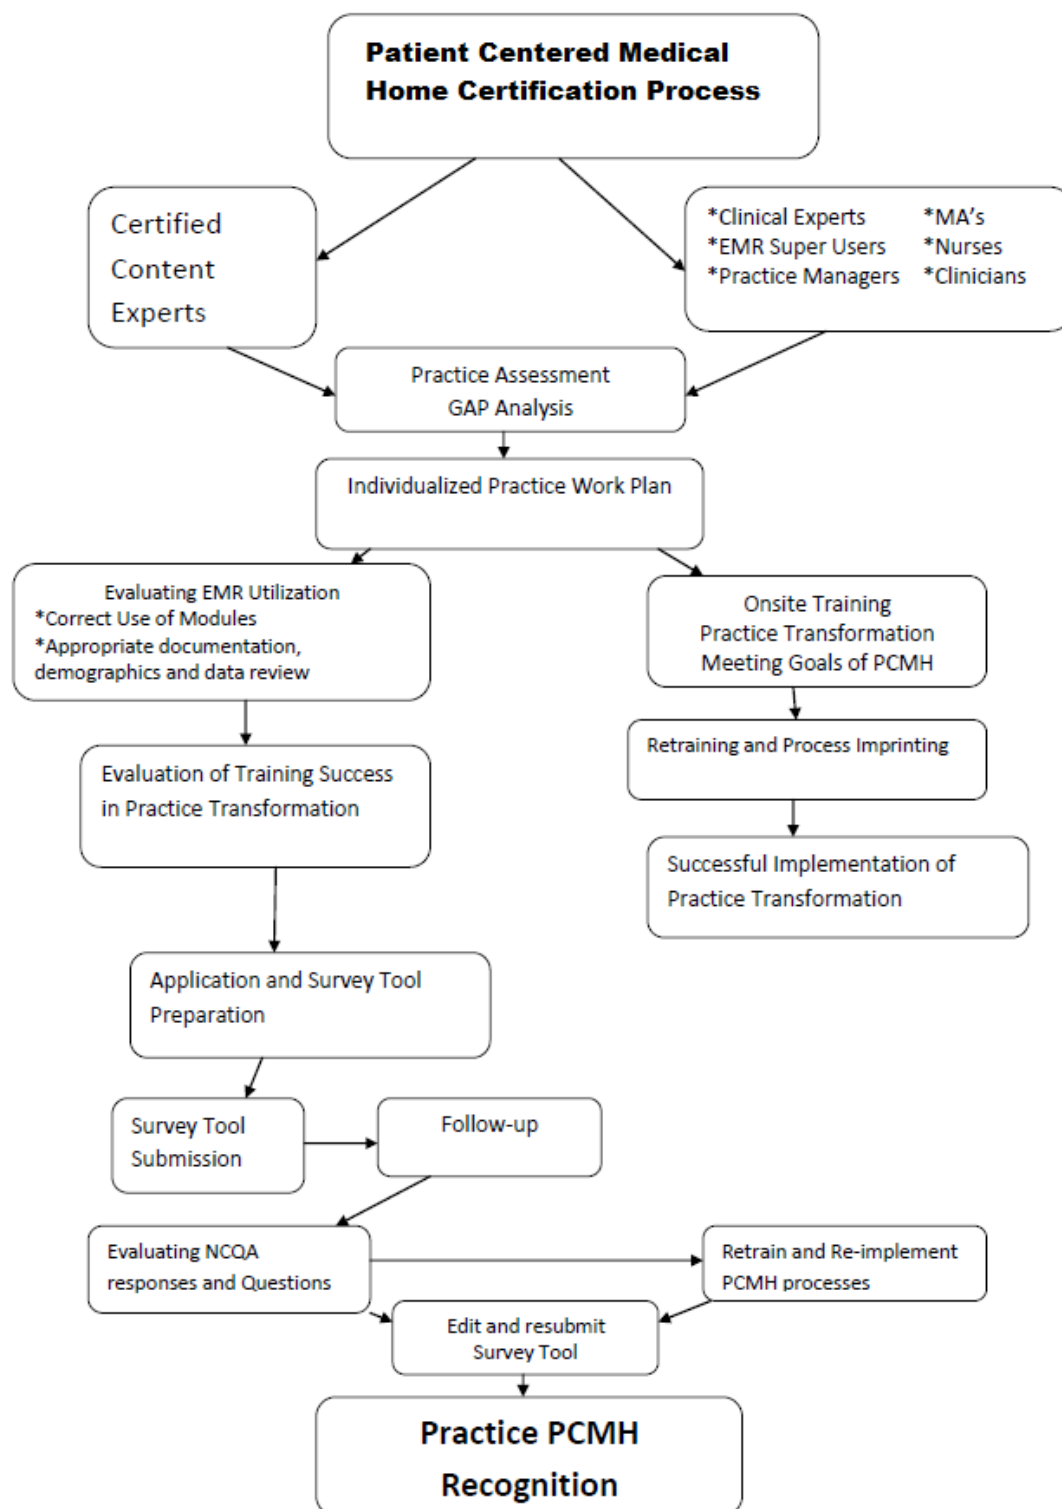 Patient Centered Medical
Home Certification Process
Certified
Content
Experts
*Clinical Experts *MA's
*EMR Super Users *Nurses
*Practice Managers *Clinicians
Practice Assessment
GAP Analysis
Individualized Practice Work Plan
Evaluating EMR Utilization
*Correct Use of Modules
*Appropriate documentation,
demographics and data review
Onsite Training
Practice Transformation
Meeting Goals of PCMH
Retraining and Process Imprinting
Evaluation of Training Success
in Practice Transformation
Successful Implementation of
Practice Transformation
Application and Survey Tool
Preparation
Survey Tool
Submission
Follow-up
Evaluating NCQA
responses and Questions
Retrain and Re-implement
PCMH processes
Edit and resubmit
Survey Tool
Practice PCMH
Recognition